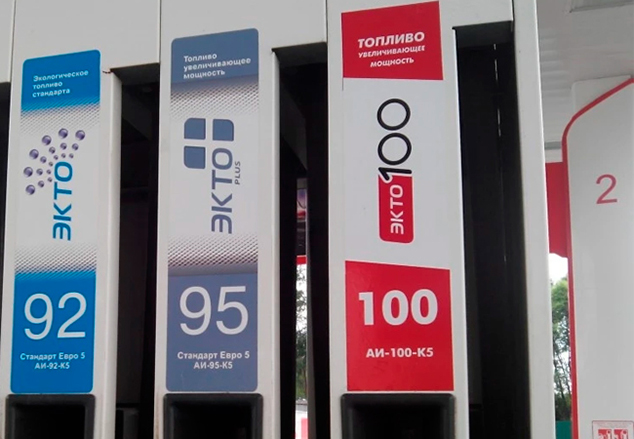 Экологическое
топливо
стандарта
ЭКТО
92
Стандарт Евро 5
АИ-92-К5
Топливо
увеличивающее
мощность
ЭКТО
PLUS
95
Стандарт Евро 5
АИ-95-К5
ТОПЛИВО
УВЕЛИЧИВАЮЩЕЕ
МОЩНОСТЬ
ЭКТО100
100
АИ-100-К5
2